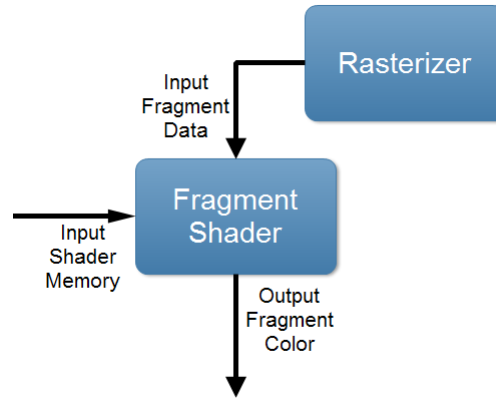 Rasterizer
Input
Fragment
Data
Fragment
Shader
Input
Shader
Memory
Output
Fragment
Color